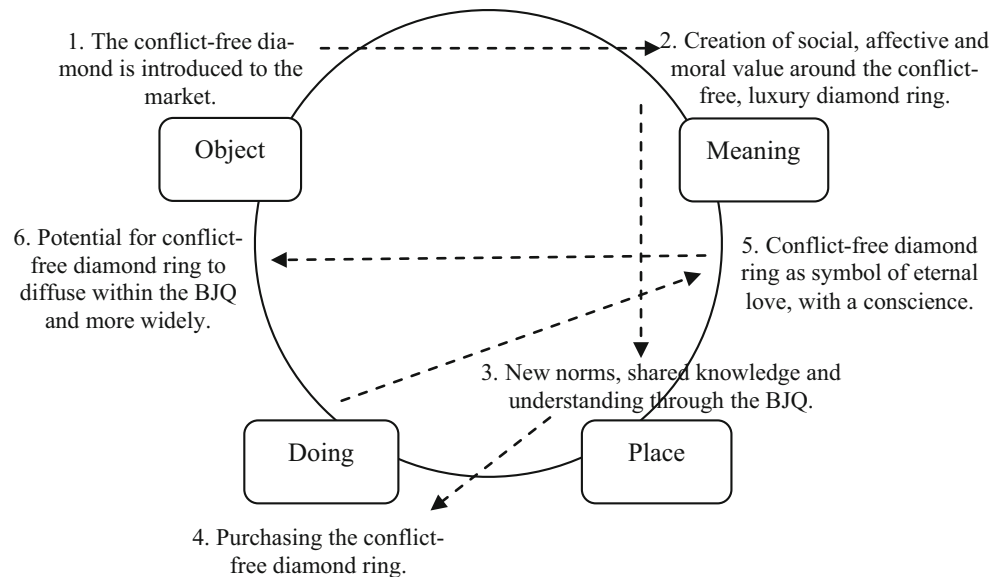 1. The conflict-free dia-
mond is introduced to the
market.
2. Creation of social, affective and
moral value around the conflict-
free, luxury diamond ring.
Object
Meaning
6. Potential for conflict-
free diamond ring to
diffuse within the BJQ
and more widely.
5. Conflict-free diamond
ring as symbol of eternal
love, with a conscience.
3. New norms, shared knowledge and
understanding through the BJQ.
Doing
Place
4. Purchasing the conflict-
free diamond ring.